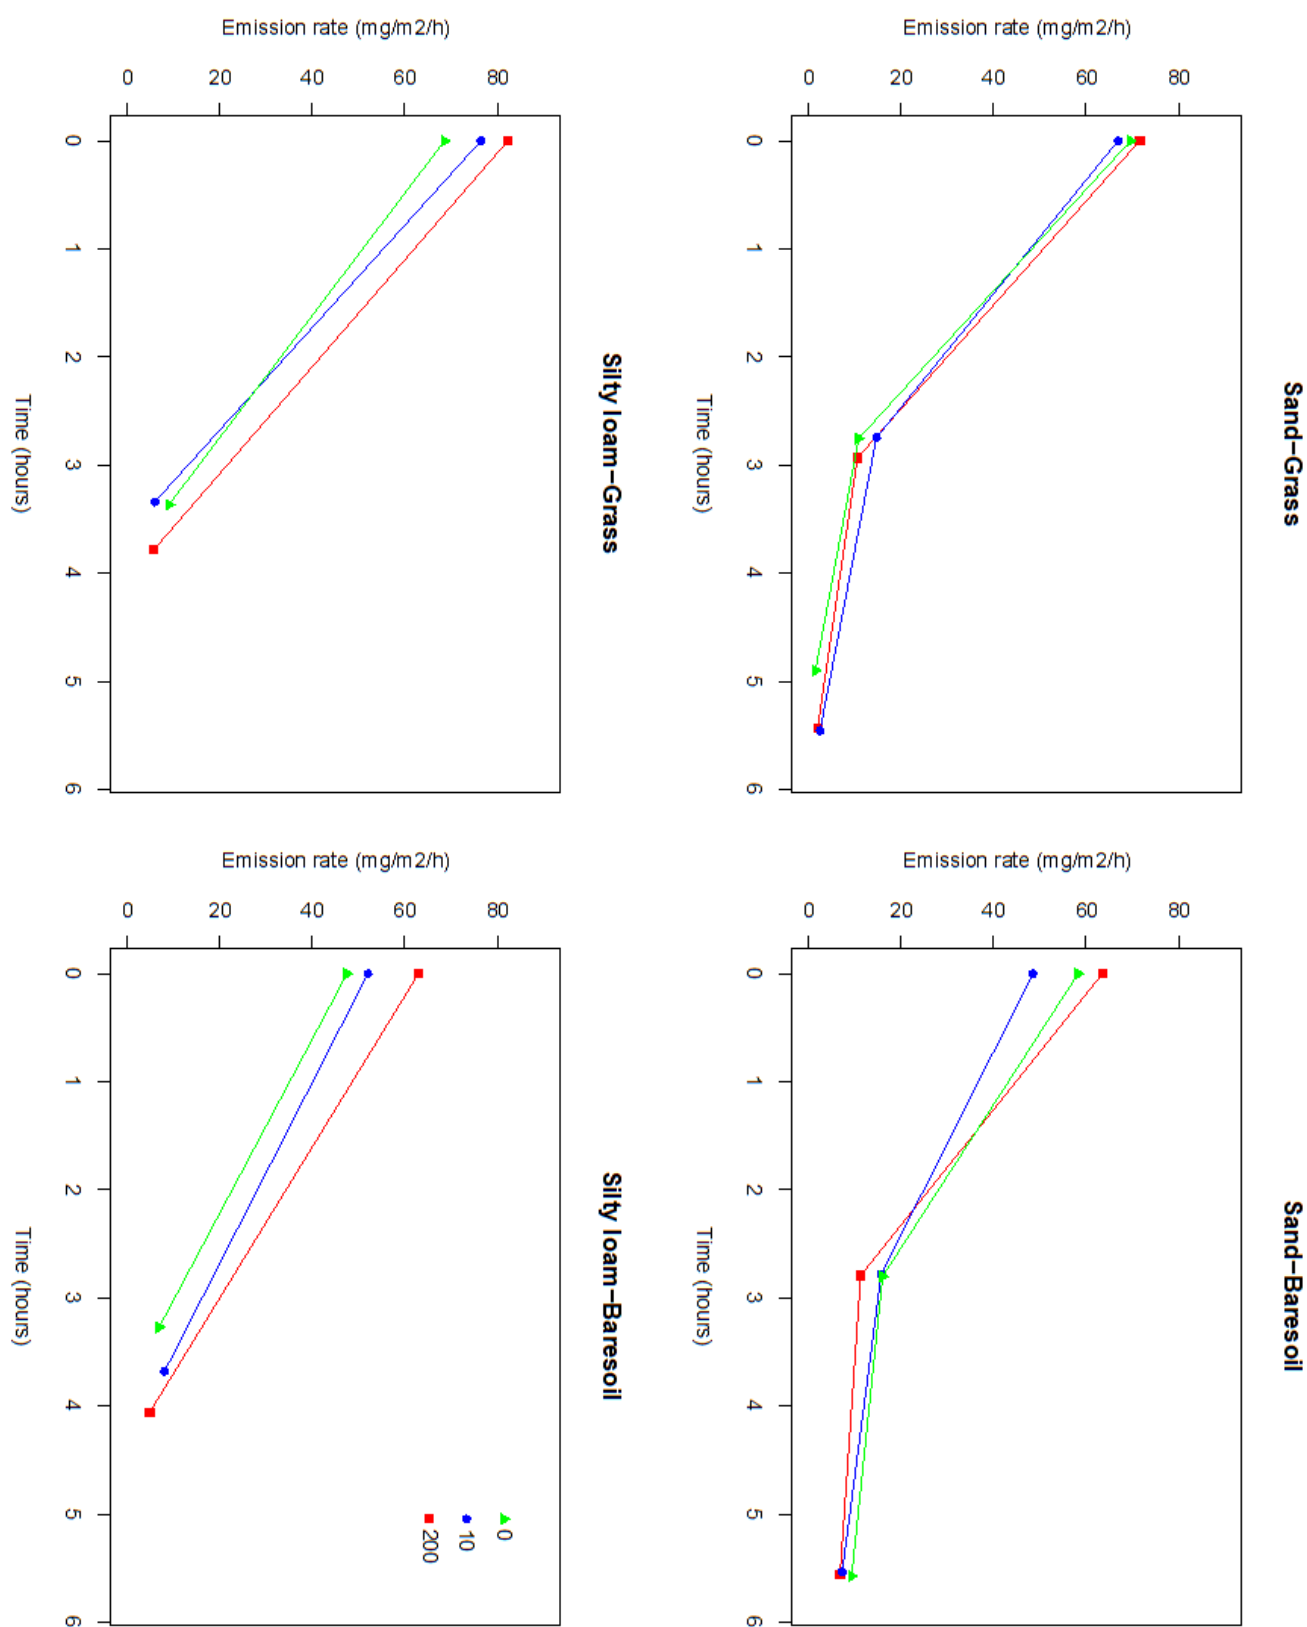 Sand−Grass
Emission rate (mg/m2/h)
0 20 40 60 80
0 1 2 3 4 5 6
Time (hours)
Sand−Baresoil
Emission rate (mg/m2/h)
0 20 40 60 80
0 1 2 3 4 5 6
Time (hours)
Silty loam−Grass
Emission rate (mg/m2/h)
0 20 40 60 80
0 1 2 3 4 5 6
Time (hours)
Silty loam−Baresoil
Emission rate (mg/m2/h)
0 20 40 60 80
0
10
200
0 1 2 3 4 5 6
Time (hours)